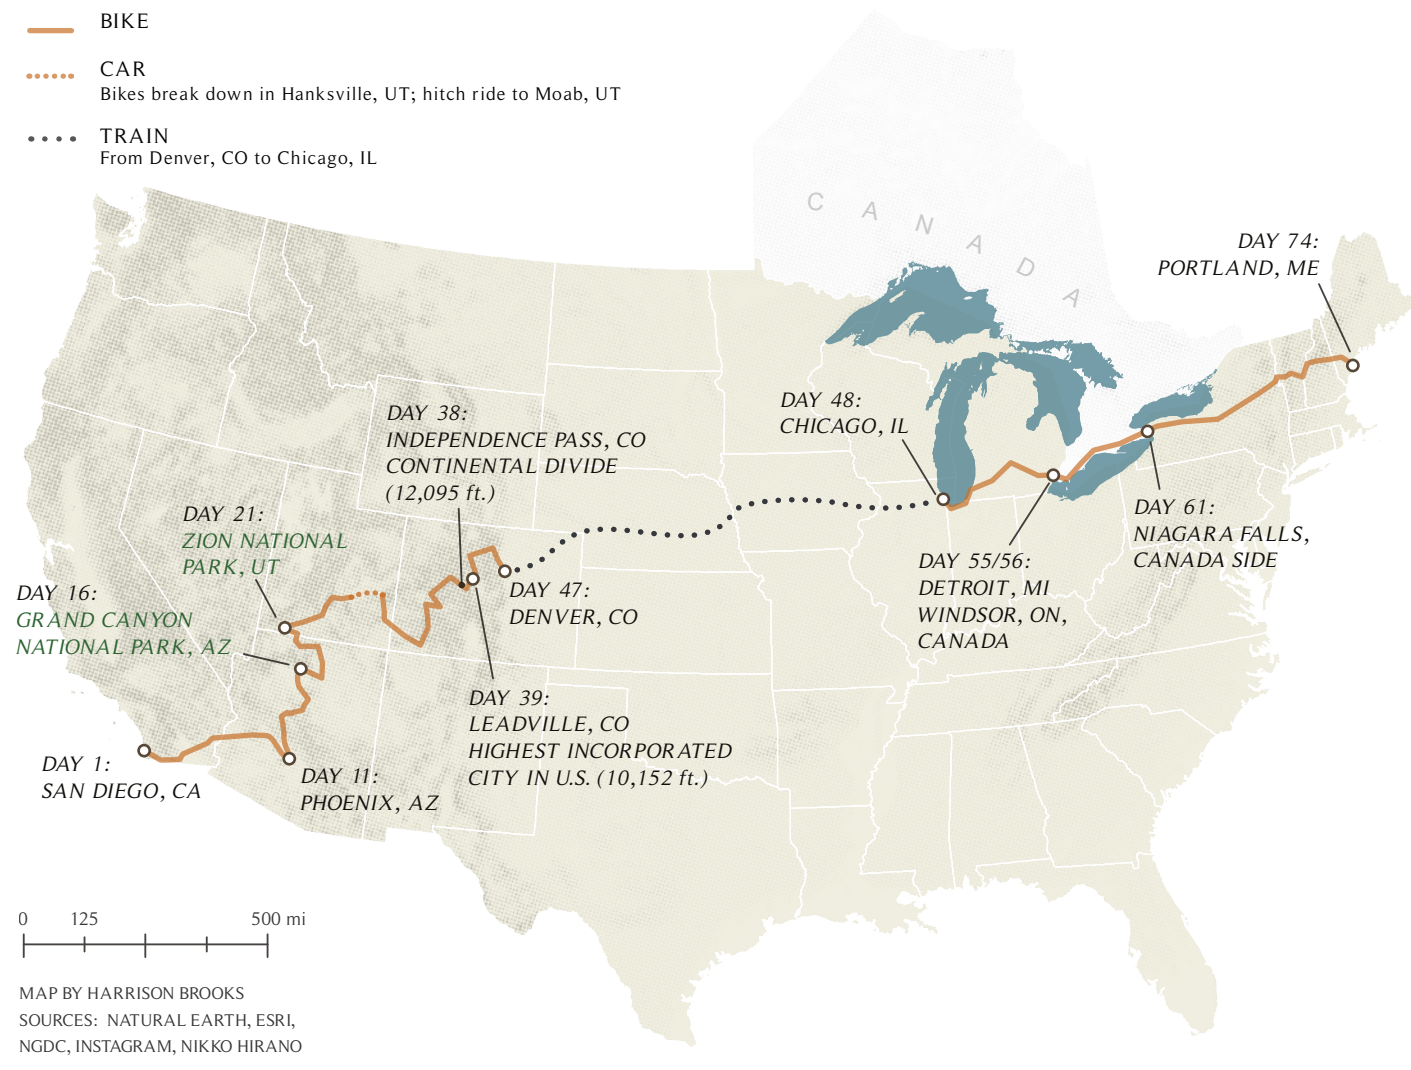 BIKE
CAR
Bikes break down in Hanksville, UT; hitch ride to Moab, UT
TRAIN
From Denver, CO to Chicago, IL
CANADA
DAY 74:
PORTLAND, ME
DAY 48:
CHICAGO, IL
DAY 38:
INDEPENDENCE PASS, CO
CONTINENTAL DIVIDE
(12,095 ft.)
DAY 21:
ZION NATIONAL
PARK, UT
DAY 61:
NIAGARA FALLS,
CANADA SIDE
DAY 55/56:
DETROIT, MI
WINDSOR, ON,
CANADA
DAY 16:
GRAND CANYON
NATIONAL PARK, AZ
DAY 47:
DENVER, CO
DAY 39:
LEADVILLE, CO
HIGHEST INCORPORATED
CITY IN U.S. (10,152 ft.)
DAY 1:
SAN DIEGO, CA
DAY 11:
PHOENIX, AZ
0 125 500 mi
MAP BY HARRISON BROOKS
SOURCES: NATURAL EARTH, ESRI,
NGDC, INSTAGRAM, NIKKO HIRANO